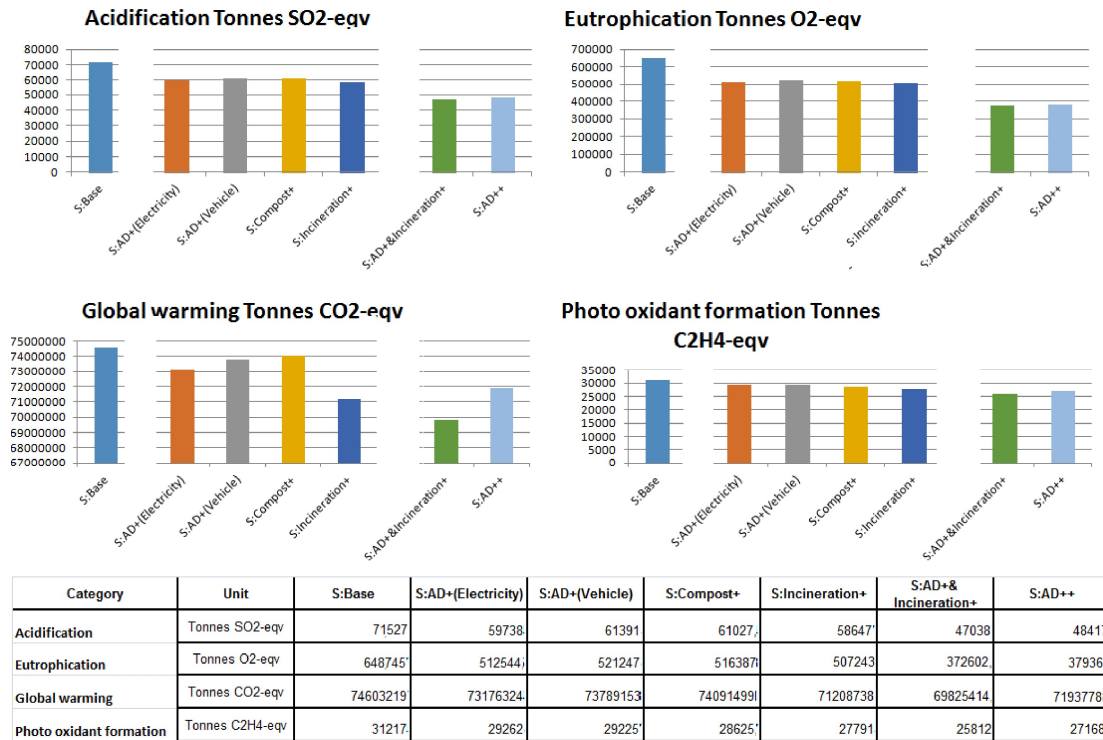 Acidification Tonnes SO2-eqv
80000
70000
60000
50000
40000
30000
20000
10000
0
S:Base
S:AD+(Electricity)
S:AD+(Vehicle)
S:Compost+
S:Incineration+
S:AD+&Incineration+
S:AD++
Eutrophication Tonnes O2-eqv
700000
600000
500000
400000
300000
200000
100000
0
S:Base
S:AD+(Electricity)
S:AD+(Vehicle)
S:Compost+
S:Incineration+
S:AD+&Incineration+
S:AD++
Global warming Tonnes CO2-eqv
75000000
74000000
73000000
72000000
71000000
70000000
69000000
68000000
67000000
S:Base
S:AD+(Electricity)
S:AD+(Vehicle)
S:Compost+
S:Incineration+
S:AD+&Incineration+
S:AD++
Photo oxidant formation Tonnes
C2H4-eqv
35000
30000
25000
20000
15000
10000
5000
0
S:Base
S:AD+(Electricity)
S:AD+(Vehicle)
S:Compost+
S:Incineration+
S:AD+&Incineration+
S:AD++
Category Unit S:Base S:AD+(Electricity) S:AD+(Vehicle) S:Compost+ S:Incineration+ S:AD+& Incineration+ S:AD++
Acidification Tonnes SO2-eqv 71527 59738 61391 61027 58647 47038 48417
Eutrophication Tonnes O2-eqv 648745 512544 521247 516387 507243 372602 37936
Global warming Tonnes CO2-eqv 74603219 73176324 73789153 74091499 71208738 69825414 7193778
Photo oxidant formation Tonnes C2H4-eqv 31217 29262 29225 28625 27791 25812 27168